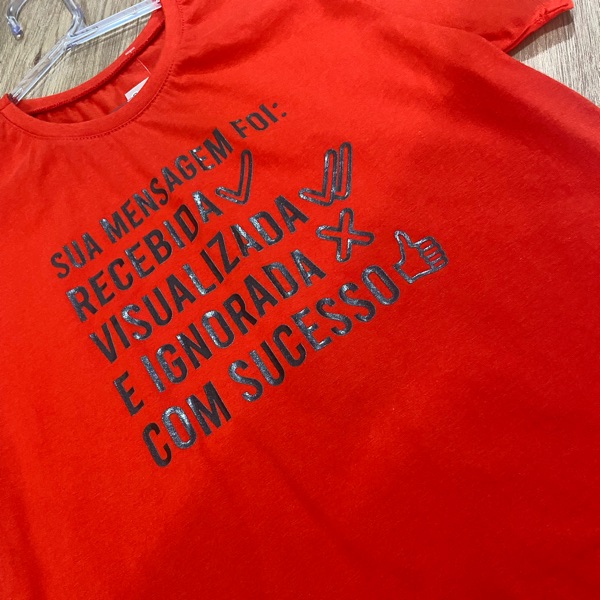 SUA MENSAGEM FOI:
RECEBIDA
VISUALIZADA
E IGNORADA
COM SUCESSO